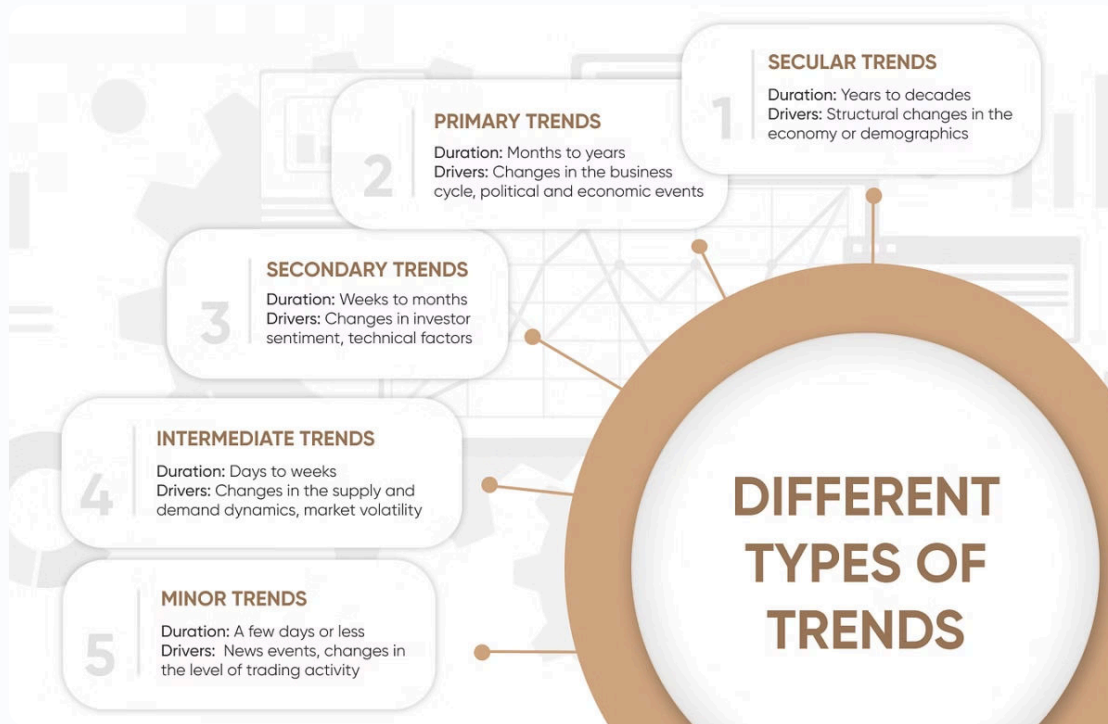 1
SECULAR TRENDS
Duration: Years to decades
Drivers: Structural changes in the
economy or demographics
2
PRIMARY TRENDS
Duration: Months to years
Drivers: Changes in the business
cycle, political and economic events
3
SECONDARY TRENDS
Duration: Weeks to months
Drivers: Changes in investor
sentiment, technical factors
4
INTERMEDIATE TRENDS
Duration: Days to weeks
Drivers: Changes in the supply and
demand dynamics, market volatility
5
MINOR TRENDS
Duration: A few days or less
Drivers: News events, changes in
the level of trading activity
DIFFERENT
TYPES OF
TRENDS